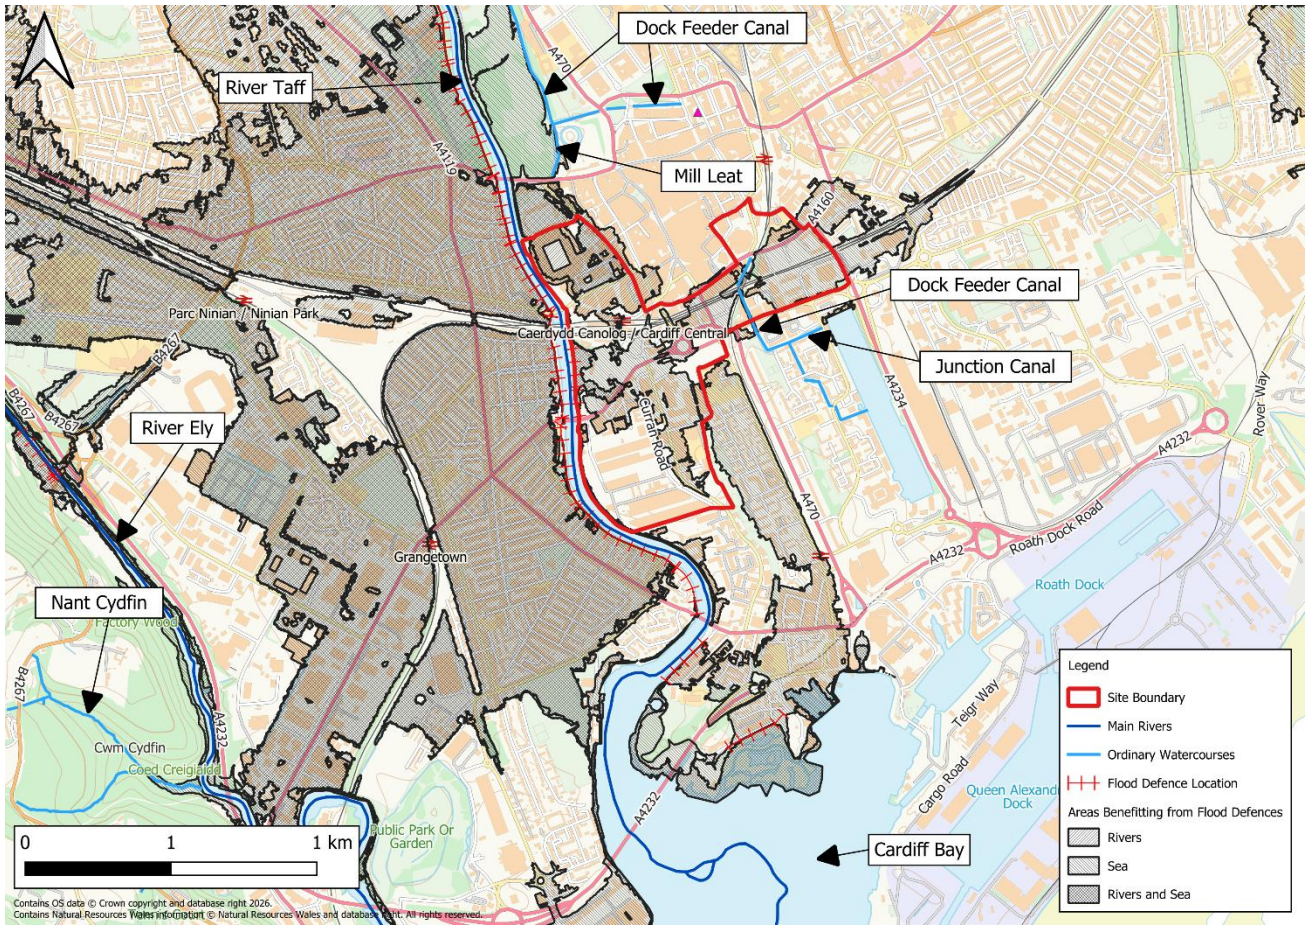 Dock Feeder Canal
River Taff
A470
A4119
Mill Leat
A4160
Parc Ninian / Ninian Park
Caerdydd Canolog / Cardiff Central
Dock Feeder Canal
Junction Canal
B4267
B4267
B4267
River Ely
Curran Road
A4234
Rover Way
A4232
A470
Roath Dock Road
A4232
Grangetown
Roath Dock
Nant Cydfin
Factory Wood
B4267
A4232
Cwm Cydfin
Coed Creigiaidd
Teigr Way
Cargo Road
Queen Alexandra
Dock
Public Park Or
Garden
A4232
Cardiff Bay
Legend
Site Boundary
Main Rivers
Ordinary Watercourses
Flood Defence Location
Areas Benefitting from Flood Defences
Rivers
Sea
Rivers and Sea
0 1 1 km
Contains OS data © Crown copyright and database right 2026.
Contains Natural Resources Wales information © Natural Resources Wales and database right. All rights reserved.